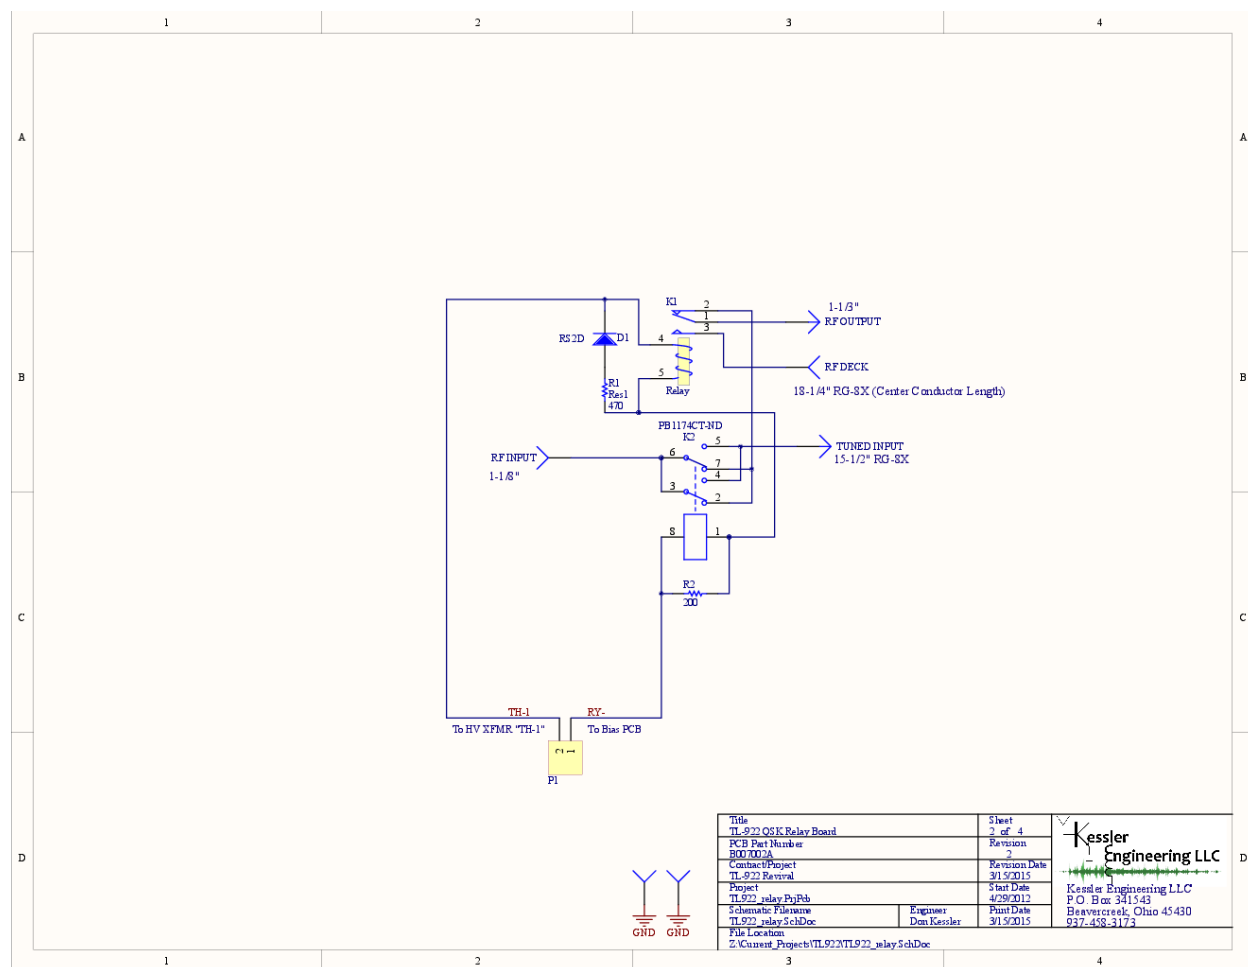 1 2 3 4
A A
K1
2
1
3
1-1/3"
RF OUTPUT
RS2D D1
4
B B
RF DECK
5
R1
Res1
470
Relay
18-1/4" RG-8X (Center Conductor Length)
PB1174CT-ND
K2
5
TUNED INPUT
15-1/2" RG-8X
RF INPUT
1-1/8"
6
7
4
3
2
8 1
R2
200
C C
TH-1 RY-
To HV XFMR "TH-1" To Bias PCB
2 1
P1
D D
GND GND
Title
TL-922 QSK Relay Board
Sheet
2 of 4
PCB Part Number
B007002A
Revision
2
Contract/Project
TL-922 Revival
Revision Date
3/15/2015
Project
TL922_relay.PrjPcb
Start Date
4/29/2012
Schematic Filename
TL922_relay.SchDoc
Engineer
Don Kessler
Print Date
3/15/2015
File Location
Z:\Current_Projects\TL922\TL922_relay.SchDoc
Kessler
Engineering LLC
Kessler Engineering LLC
P.O. Box 341543
Beavercreek, Ohio 45430
937-458-3173
1 2 3 4